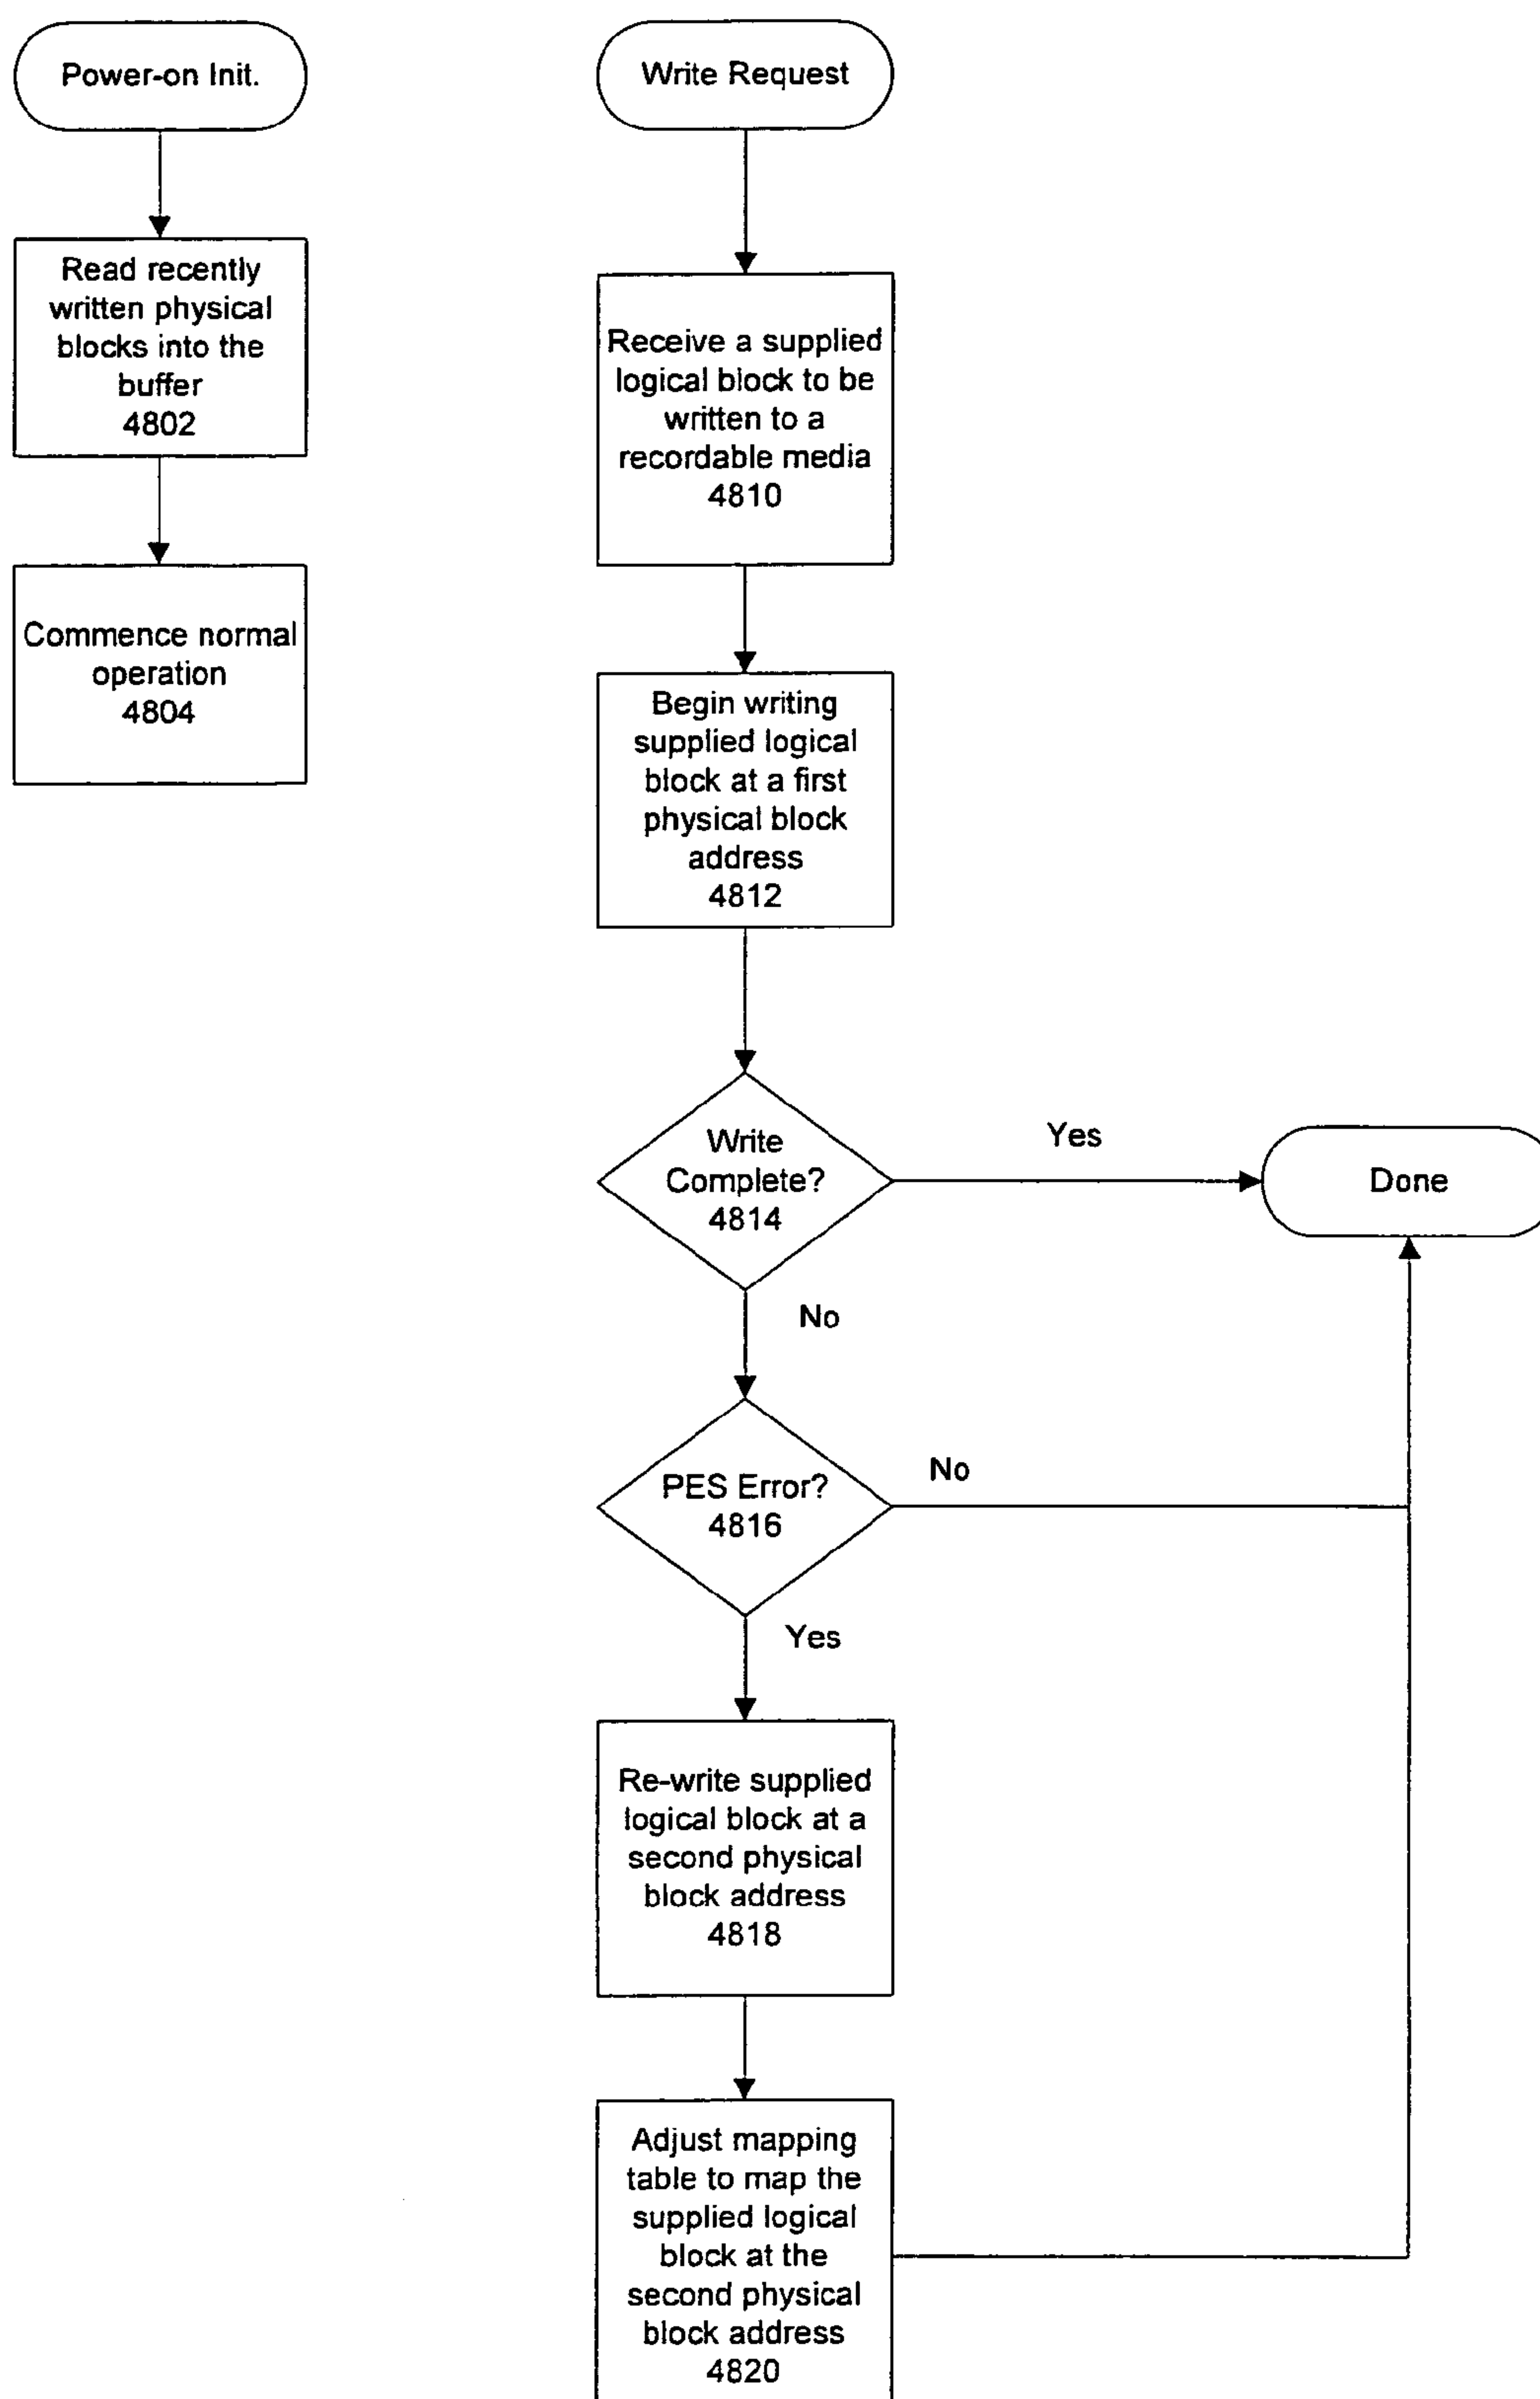 Power-on Init.
Read recently
written physical
blocks into the
buffer
4802
Commence normal
operation
4804
Write Request
Receive a supplied
logical block to be
written to a
recordable media
4810
Begin writing
supplied logical
block at a first
physical block
address
4812
Write
Complete?
4814
Yes
Done
No
PES Error?
4816
No
Yes
Re-write supplied
logical block at a
second physical
block address
4818
Adjust mapping
table to map the
supplied logical
block at the
second physical
block address
4820